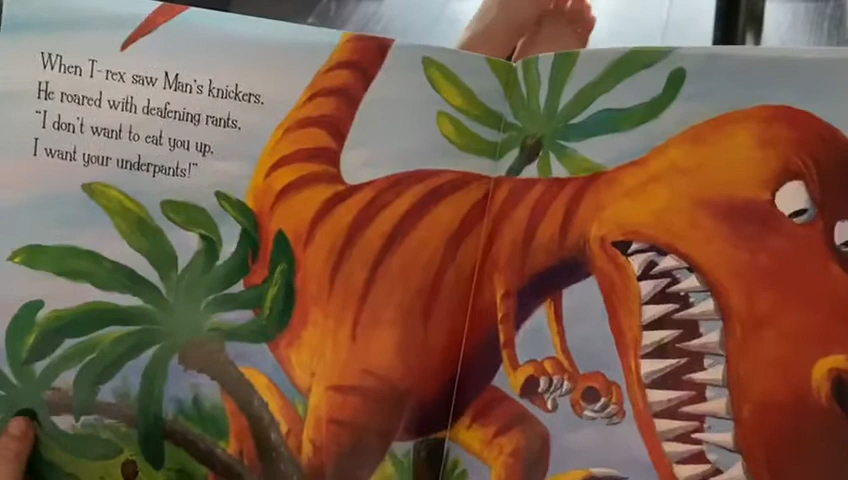 When T-rex saw Man's knickers,
He roared with deafening rants,
"I don't want to eat you up,
I want your underpants!"